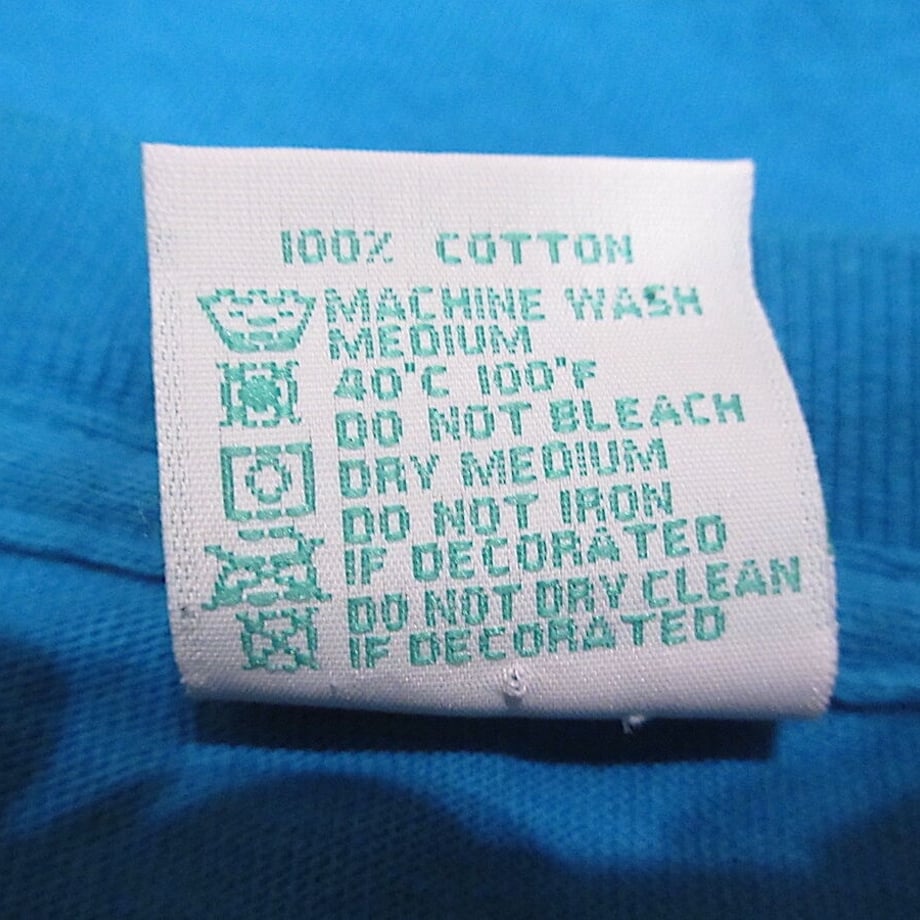 100% COTTON
MACHINE WASH
MEDIUM
40°C 100°F
DO NOT BLEACH
DRY MEDIUM
DO NOT IRON
IF DECORATED
DO NOT DRY CLEAN
IF DECORATED